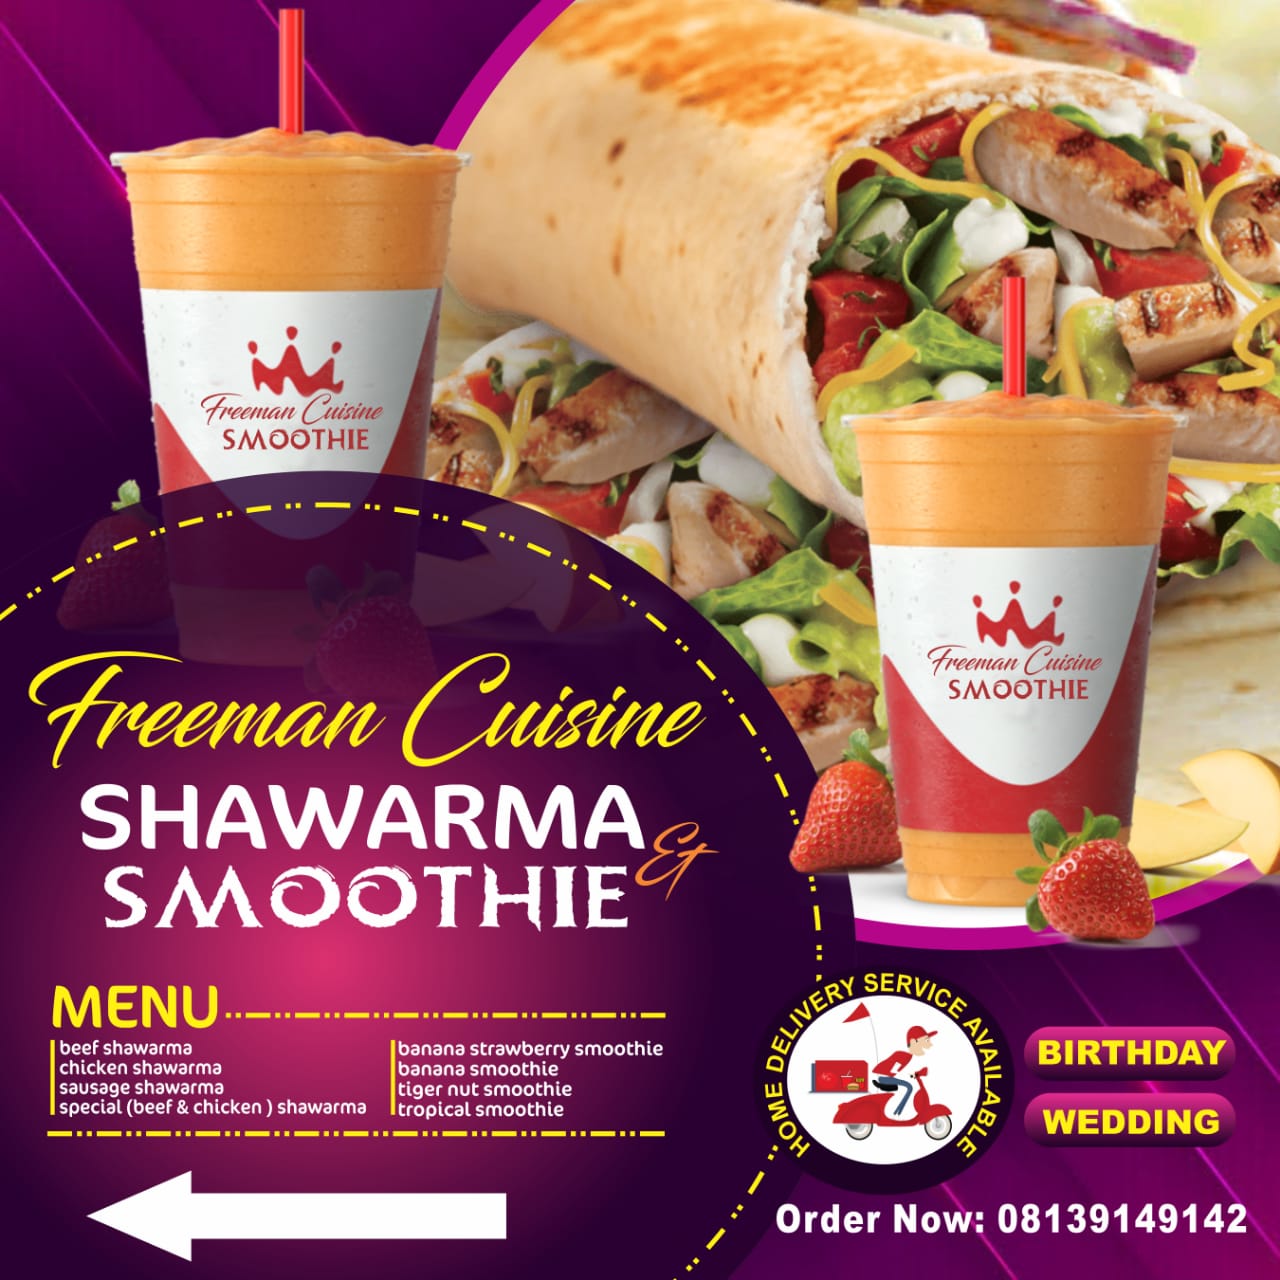 Freeman Cuisine
SMOOTHIE
Freeman Cuisine
SMOOTHIE
Freeman Cuisine
SHAWARMA
&
SMOOTHIE
MENU
beef shawarma
chicken shawarma
sausage shawarma
special (beef & chicken ) shawarma
banana strawberry smoothie
banana smoothie
tiger nut smoothie
tropical smoothie
HOME DELIVERY SERVICE AVAILABLE
BIRTHDAY
WEDDING
Order Now: 08139149142